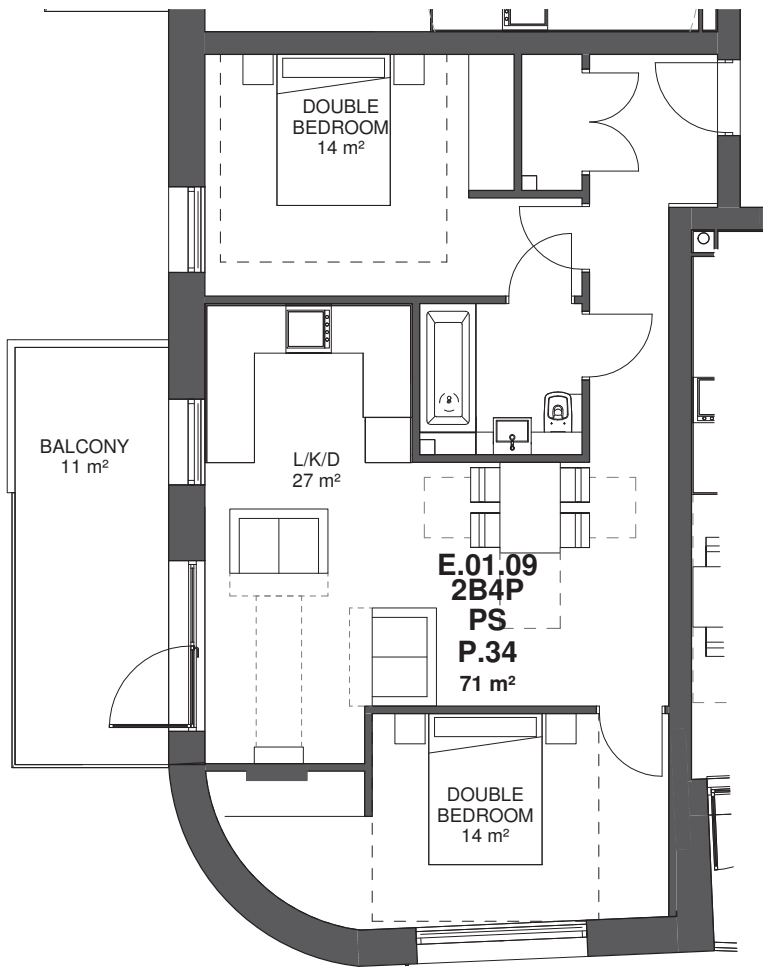 DOUBLE
BEDROOM
14 m²
BALCONY
11 m²
L/K/D
27 m²
E.01.09
2B4P
PS
P.34
71 m²
DOUBLE
BEDROOM
14 m²